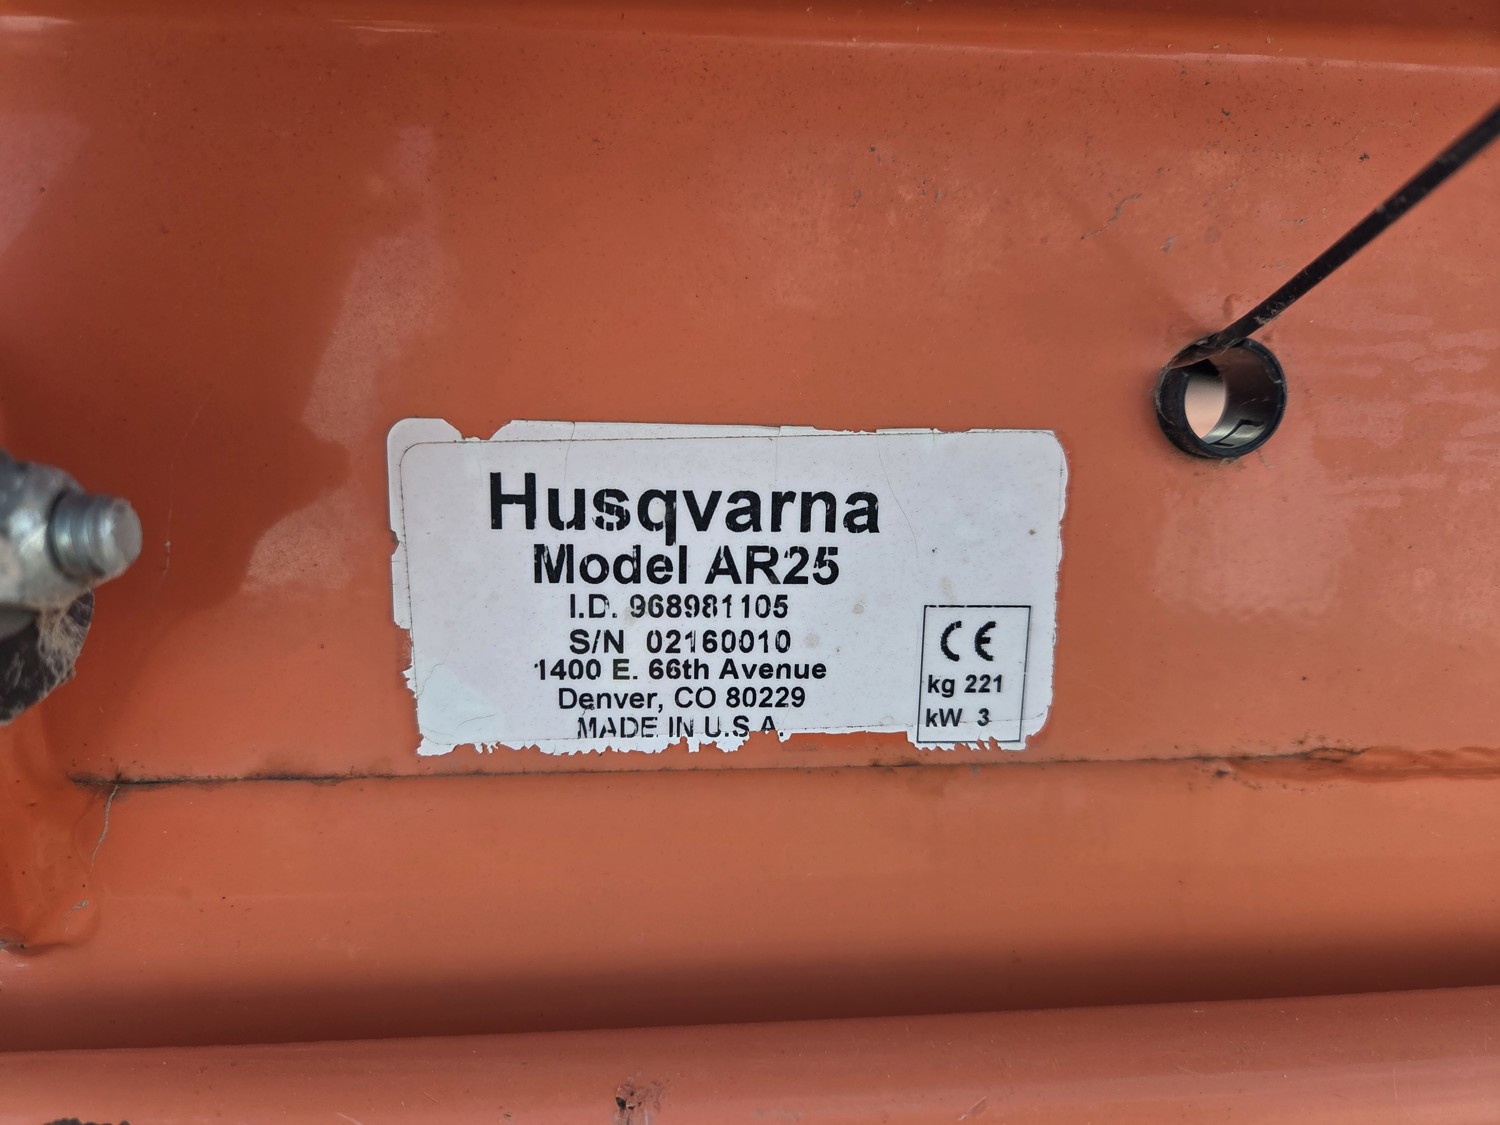 Husqvarna
Model AR25
I.D. 968981105
S/N 02160010
1400 E. 66th Avenue
Denver, CO 80229
MADE IN U.S.A.
CE
kg 221
kW 3